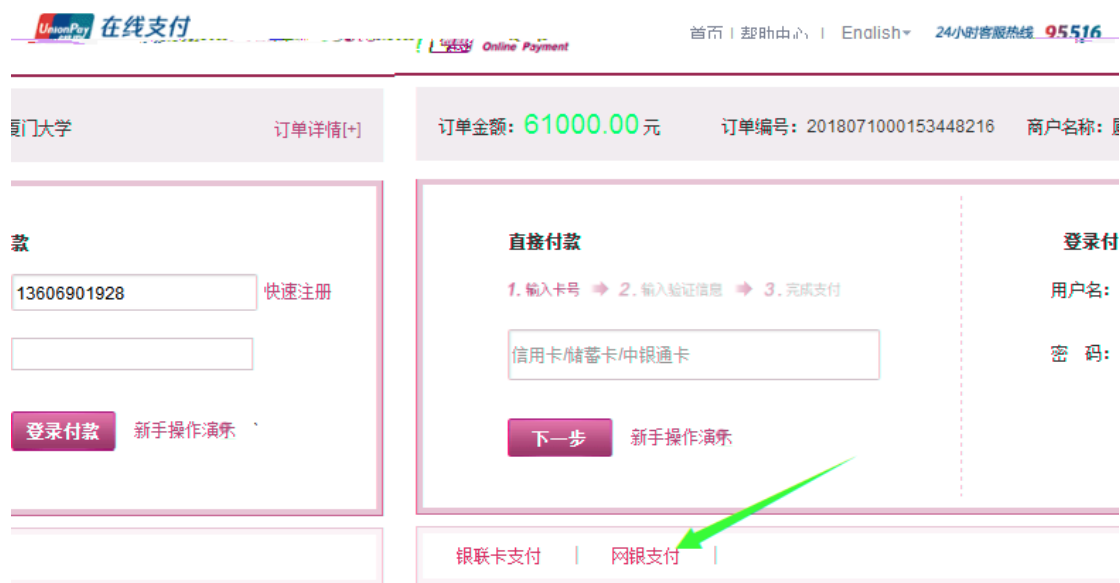 UnionPay 在线支付
Online Payment
首页 | 帮助中心 | English
24小时客服热线 95516
厦门大学 订单详情[+]
订单金额：61000.00元 订单编号：2018071000153448216 商户名称：
款
13606901928 快速注册
登录付款 新手操作演示
直接付款
1.输入卡号 2.输入验证信息 3.完成支付
信用卡/储蓄卡/中银通卡
下一步 新手操作演示
登录付
用户名：
密 码：
银联卡支付 | 网银支付 |